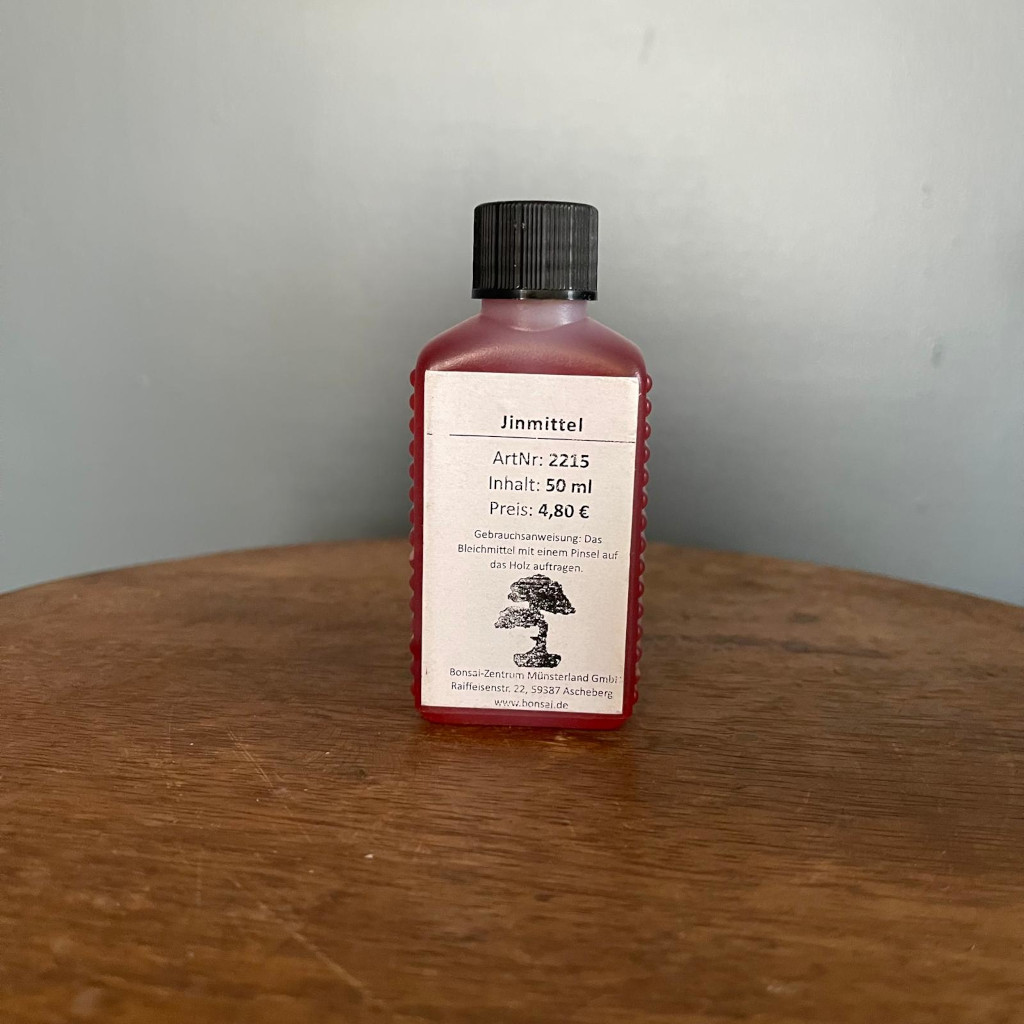 Jinmittel
ArtNr: 2215
Inhalt: 50 ml
Preis: 4,80 €
Gebrauchsanweisung: Das
Bleichmittel mit einem Pinsel auf
das Holz auftragen.
Bonsai-Zentrum Münsterland GmbH
Raiffeisenstr. 22, 59387 Ascheberg
www.bonsai.de